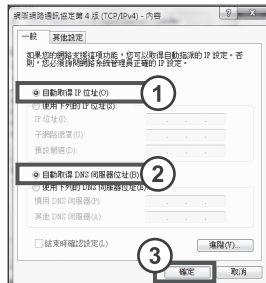 網際網路通訊協定第 4 版 (TCP/IPv4) - 內容
一般 其他設定
如果您的網路支援這項功能，您可以取得自動指派的 IP 設定。否
則，您必須詢問網路系統管理員正確的 IP 設定。
自動取得 IP 位址(O) 1
使用下列的 IP 位址(S):
IP 位址(I):
子網路遮罩(U):
預設閘道(D):
自動取得 DNS 伺服器位址(B) 2
使用下列的 DNS 伺服器位址(E):
慣用 DNS 伺服器(P):
其他 DNS 伺服器(A):
結束時確認設定(L)
進階(V)...
3
確定 取消